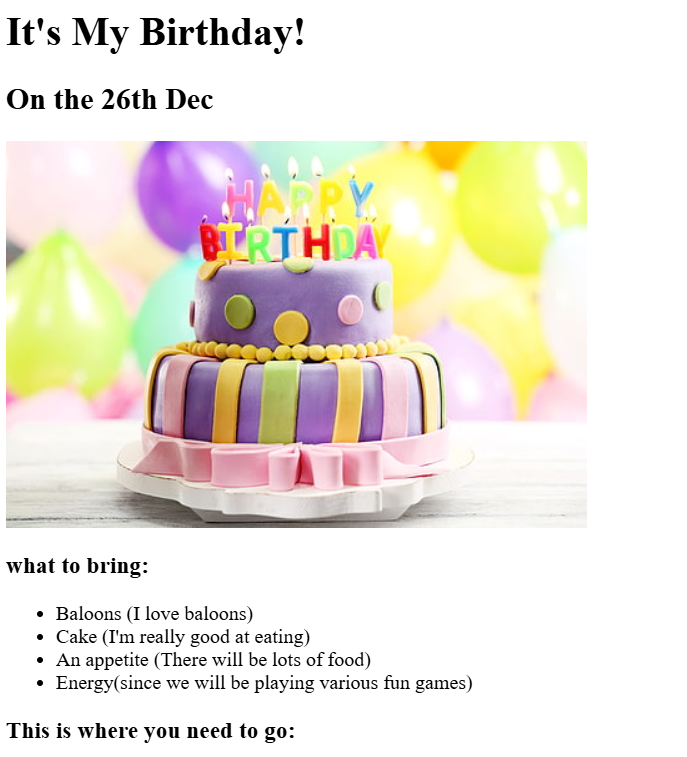 It's My Birthday!
On the 26th Dec
HAPPY
BIRTHDAY
what to bring:
Baloons (I love baloons)
Cake (I'm really good at eating)
An appetite (There will be lots of food)
Energy(since we will be playing various fun games)
This is where you need to go: